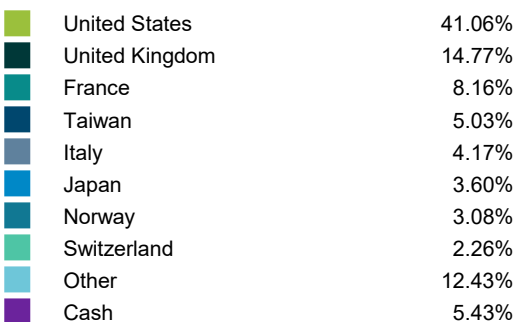 United States 41.06%
United Kingdom 14.77%
France 8.16%
Taiwan 5.03%
Italy 4.17%
Japan 3.60%
Norway 3.08%
Switzerland 2.26%
Other 12.43%
Cash 5.43%